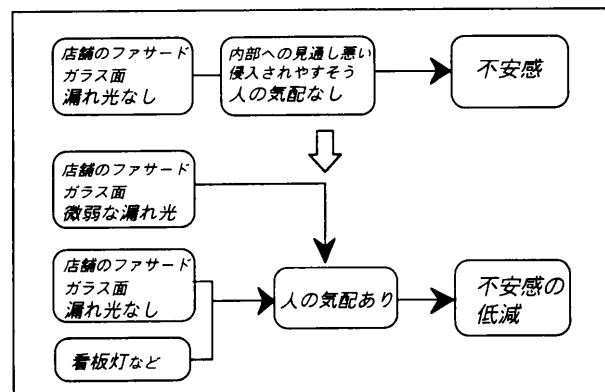 店舗のファサード
ガラス面
漏れ光なし
内部への見通し悪い
侵入されやすそう
人の気配なし
不安感
店舗のファサード
ガラス面
微弱な漏れ光
店舗のファサード
ガラス面
漏れ光なし
看板灯など
人の気配あり
不安感の
低減